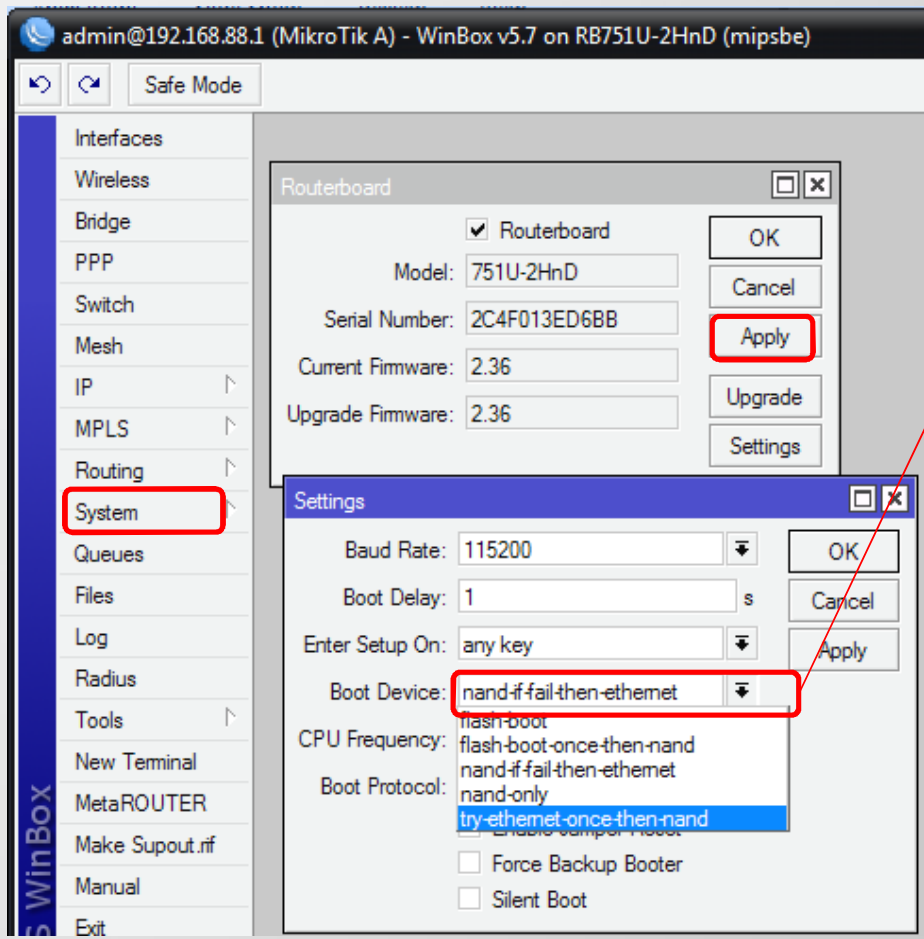 admin@192.168.88.1 (MikroTik A) - WinBox v5.7 on RB751U-2HnD (mipsbe)
Safe Mode
Interfaces
Wireless
Bridge
PPP
Switch
Mesh
IP
MPLS
Routing
System
Queues
Files
Log
Radius
Tools
New Terminal
MetaROUTER
Make Supout.rif
Manual
Exit
WinBox
Routerboard
Routerboard
Model: 751U-2HnD
Serial Number: 2C4F013ED6BB
Current Firmware: 2.36
Upgrade Firmware: 2.36
OK
Cancel
Apply
Upgrade
Settings
Settings
Baud Rate: 115200
Boot Delay: 1 s
Enter Setup On: any key
Boot Device: nand-if-fail-then-ethernet
flash-boot
flash-boot-once-then-nand
nand-if-fail-then-ethernet
nand-only
try-ethernet-once-then-nand
CPU Frequency:
Boot Protocol:
Enable Jumper Reset
Force Backup Booter
Silent Boot
OK
Cancel
Apply